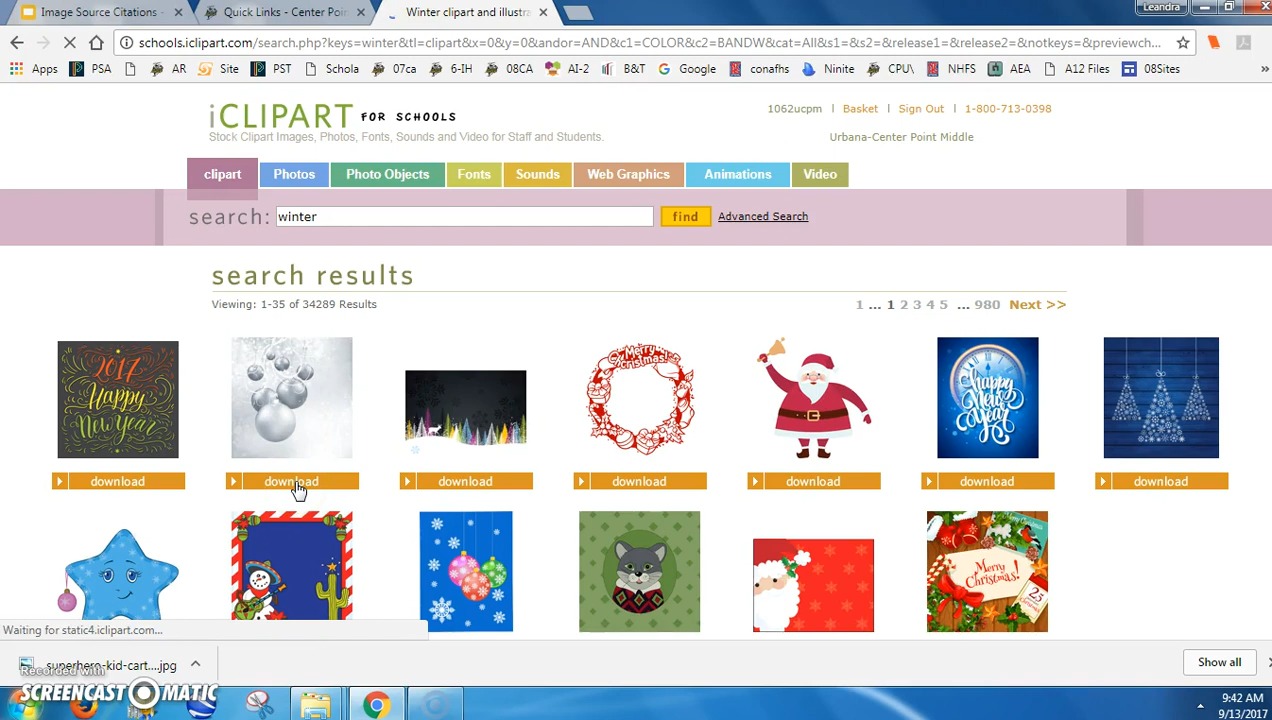 Image Source Citations -
Quick Links - Center Poi
Winter clipart and illustra
Leandra
schools.iclipart.com/search.php?keys=winter&tl=clipart&x=0&y=0&andor=AND&c1=COLOR&c2=BANDW&cat=All&s1=&s2=&release1=&release2=&notkeys=&previewch...
Apps PSA AR Site PST Schola 07ca 6-IH 08CA AI-2 B&T Google conafhs Ninite CPU\ NHFS AEA A12 Files 08Sites
iCLIPART FOR SCHOOLS
Stock Clipart Images, Photos, Fonts, Sounds and Video for Staff and Students.
1062ucpm | Basket | Sign Out | 1-800-713-0398
Urbana-Center Point Middle
clipart Photos Photo Objects Fonts Sounds Web Graphics Animations Video
search: winter find Advanced Search
search results
Viewing: 1-35 of 34289 Results
1 ... 1 2 3 4 5 ... 980 Next >>
2017
Happy
New Year
Merry
Christmas!
happy
New
Year
download download download download download download download
Merry
Christmas!
25
Waiting for static4.iclipart.com...
superhero-kid-cart....jpg
Show all
Recorded with
SCREENCAST MATIC
9:42 AM
9/13/2017